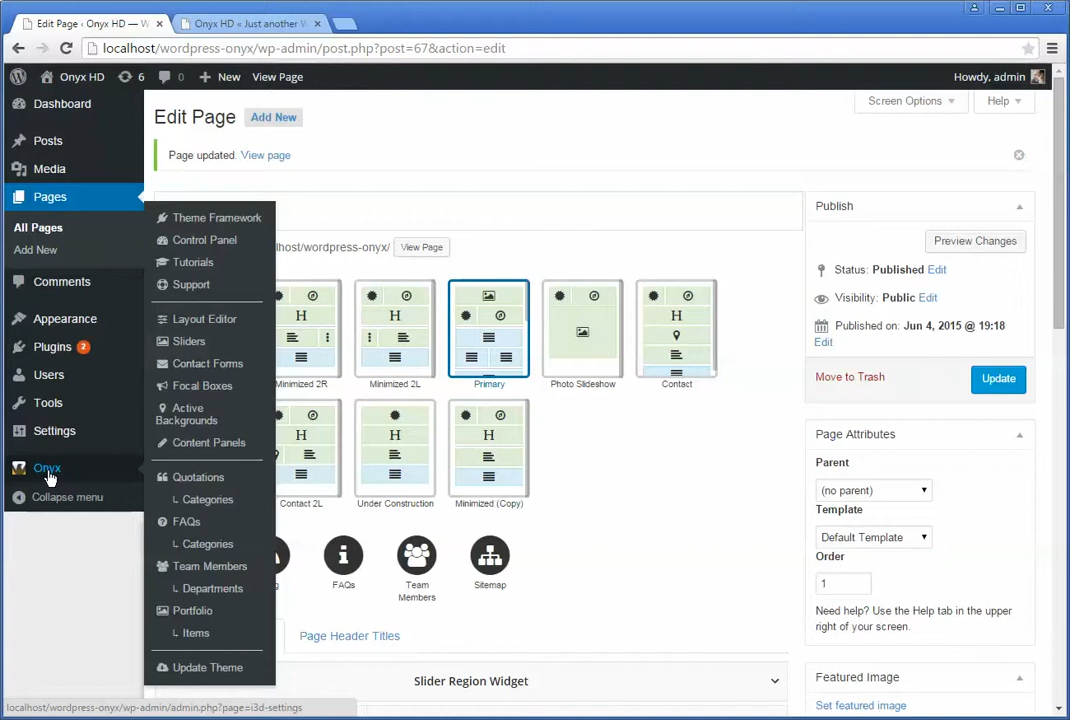 Edit Page ‹ Onyx HD — W
Onyx HD « Just another W
localhost/wordpress-onyx/wp-admin/post.php?post=67&action=edit
Onyx HD
6
0
New
View Page
Howdy, admin
Dashboard
Posts
Media
Pages
All Pages
Add New
Comments
Appearance
Plugins 2
Users
Tools
Settings
Onyx
Collapse menu
Theme Framework
Control Panel
Tutorials
Support
Layout Editor
Sliders
Contact Forms
Focal Boxes
Active
Backgrounds
Content Panels
Quotations
Categories
FAQs
Categories
Team Members
Departments
Portfolio
Items
Update Theme
Edit Page
Add New
Screen Options
Help
Page updated. View page
lhost/wordpress-onyx/
View Page
H H H H
Minimized 2R
Minimized 2L
Primary
Photo Slideshow
Contact
H H H
Contact 2L
Under Construction
Minimized (Copy)
FAQs
Team
Members
Sitemap
Page Header Titles
Slider Region Widget
Publish
Preview Changes
Status: Published Edit
Visibility: Public Edit
Published on: Jun 4, 2015 @ 19:18
Edit
Move to Trash
Update
Page Attributes
Parent
(no parent)
Template
Default Template
Order
1
Need help? Use the Help tab in the upper
right of your screen.
Featured Image
Set featured image
localhost/wordpress-onyx/wp-admin/admin.php?page=i3d-settings